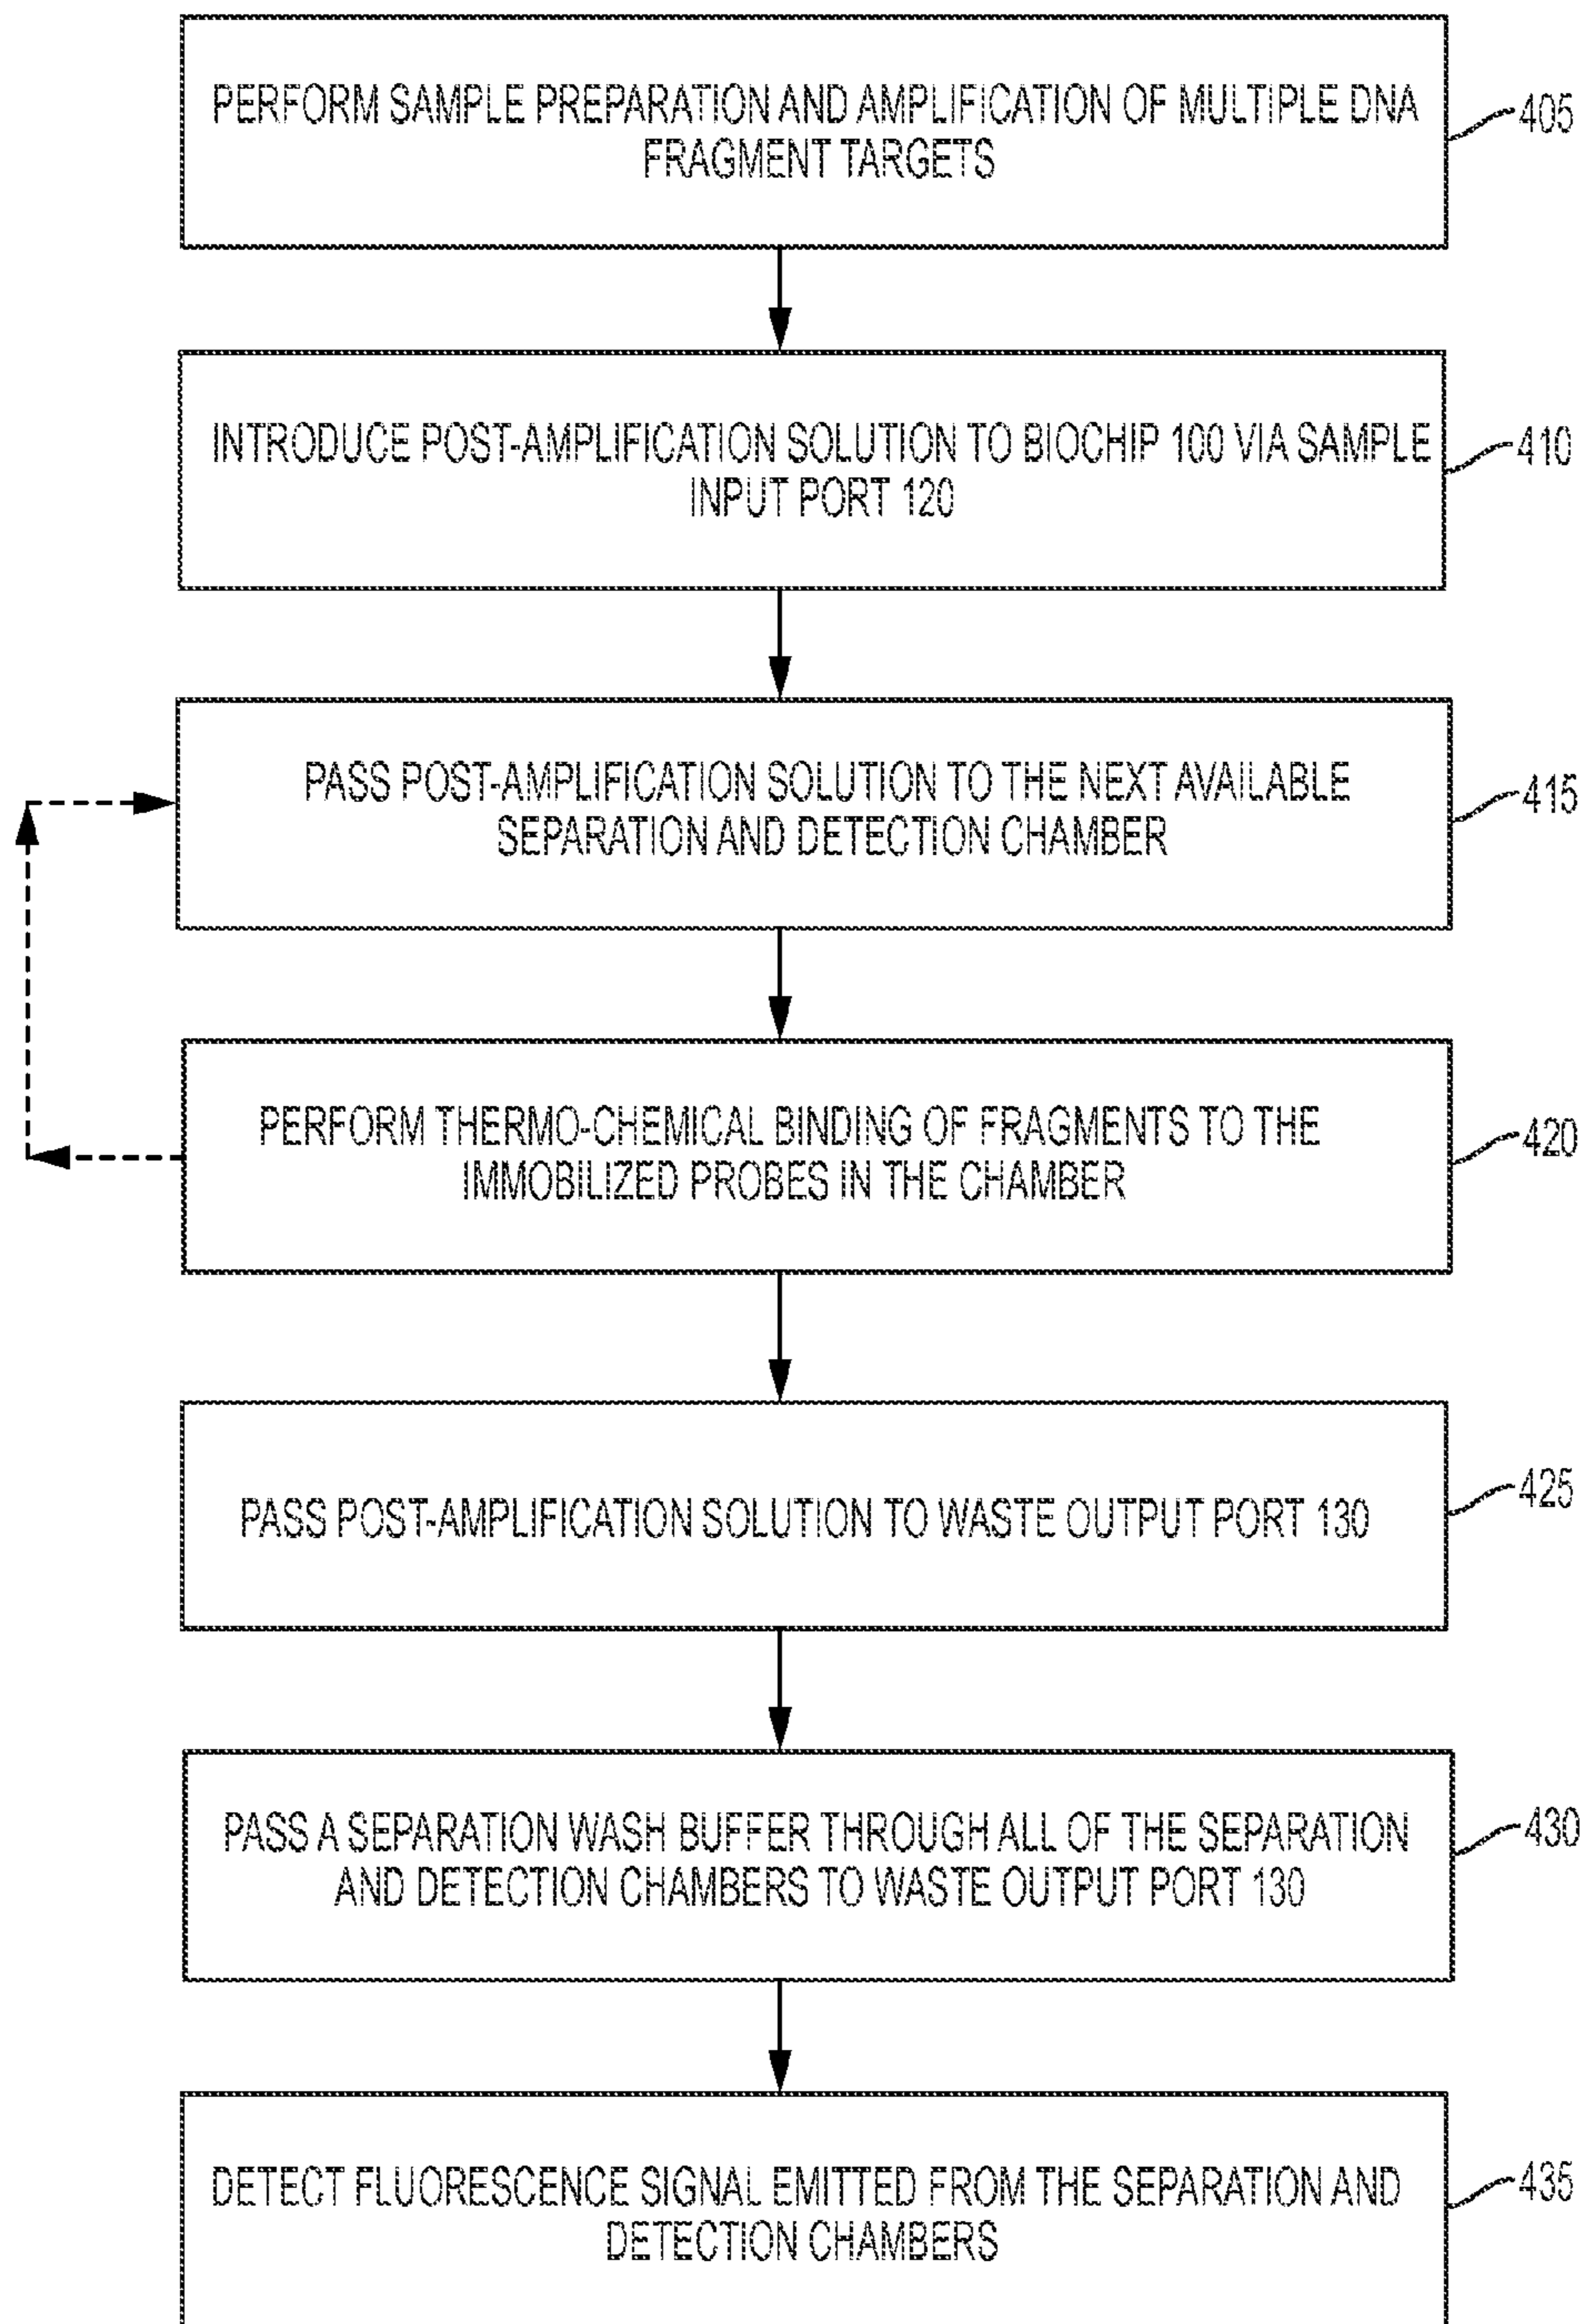 PERFORM SAMPLE PREPARATION AND AMPLIFICATION OF MULTIPLE DNA
FRAGMENT TARGETS
405
INTRODUCE POST-AMPLIFICATION SOLUTION TO BIOCHIP 100 VIA SAMPLE
INPUT PORT 120
410
PASS POST-AMPLIFICATION SOLUTION TO THE NEXT AVAILABLE
SEPARATION AND DETECTION CHAMBER
415
PERFORM THERMO-CHEMICAL BINDING OF FRAGMENTS TO THE
IMMOBILIZED PROBES IN THE CHAMBER
420
PASS POST-AMPLIFICATION SOLUTION TO WASTE OUTPUT PORT 130
425
PASS A SEPARATION WASH BUFFER THROUGH ALL OF THE SEPARATION
AND DETECTION CHAMBERS TO WASTE OUTPUT PORT 130
430
DETECT FLUORESCENCE SIGNAL EMITTED FROM THE SEPARATION AND
DETECTION CHAMBERS
435